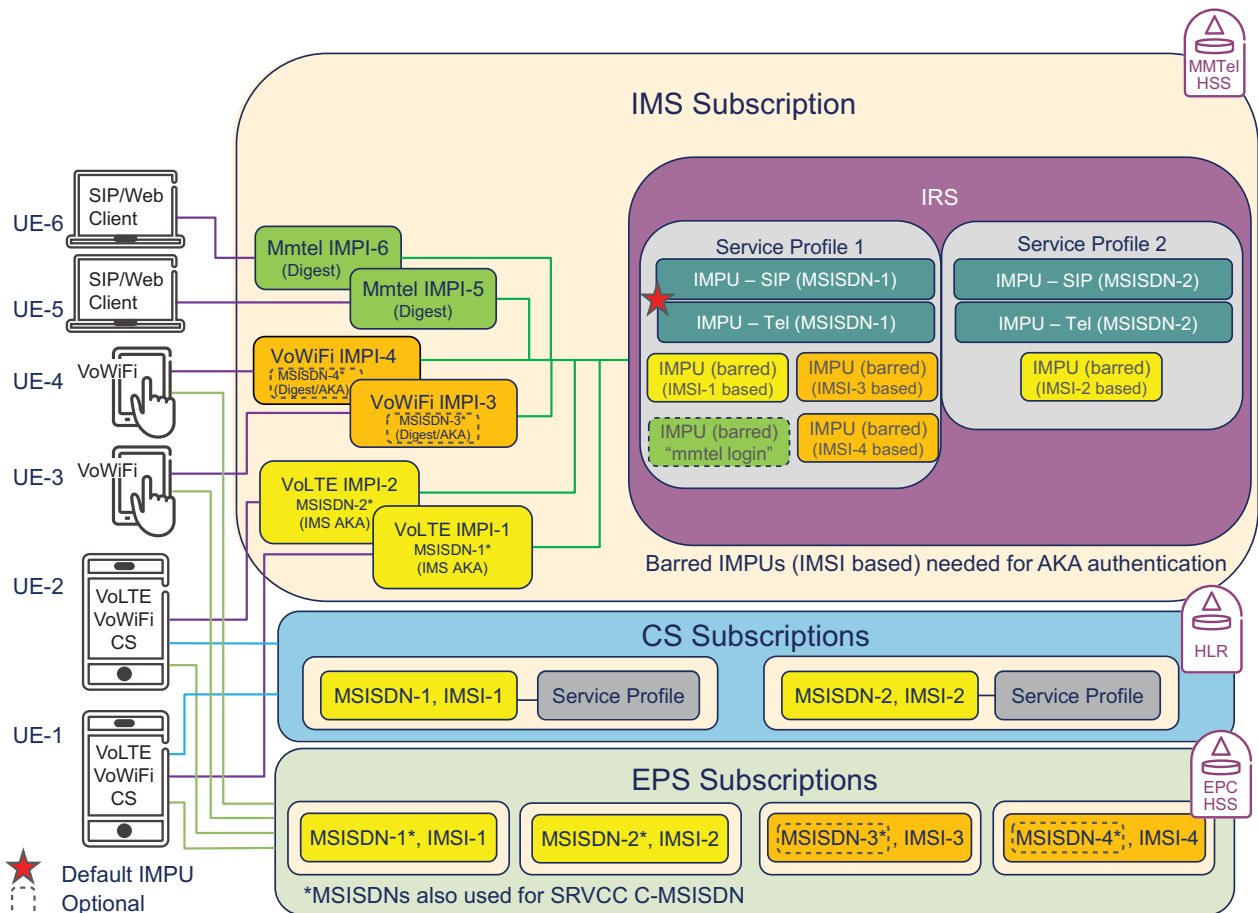 MMTel
HSS
IMS Subscription
UE-6
SIP/Web
Client
UE-5
SIP/Web
Client
UE-4
VoWiFi
UE-3
VoWiFi
UE-2
VoLTE
VoWiFi
CS
UE-1
VoLTE
VoWiFi
CS
Mmtel IMPI-6
(Digest)
Mmtel IMPI-5
(Digest)
VoWiFi IMPI-4
MSISDN-4*
(Digest/AKA)
VoWiFi IMPI-3
MSISDN-3*
(Digest/AKA)
VoLTE IMPI-2
MSISDN-2*
(IMS AKA)
VoLTE IMPI-1
MSISDN-1*
(IMS AKA)
IRS
Service Profile 1
IMPU – SIP (MSISDN-1)
IMPU – Tel (MSISDN-1)
IMPU (barred)
(IMSI-1 based)
IMPU (barred)
(IMSI-3 based)
IMPU (barred)
“mmtel login”
IMPU (barred)
(IMSI-4 based)
Service Profile 2
IMPU – SIP (MSISDN-2)
IMPU – Tel (MSISDN-2)
IMPU (barred)
(IMSI-2 based)
Barred IMPUs (IMSI based) needed for AKA authentication
CS Subscriptions
HLR
MSISDN-1, IMSI-1
Service Profile
MSISDN-2, IMSI-2
Service Profile
EPS Subscriptions
EPC
HSS
MSISDN-1*, IMSI-1
MSISDN-2*, IMSI-2
MSISDN-3*, IMSI-3
MSISDN-4*, IMSI-4
*MSISDNs also used for SRVCC C-MSISDN
Default IMPU
Optional